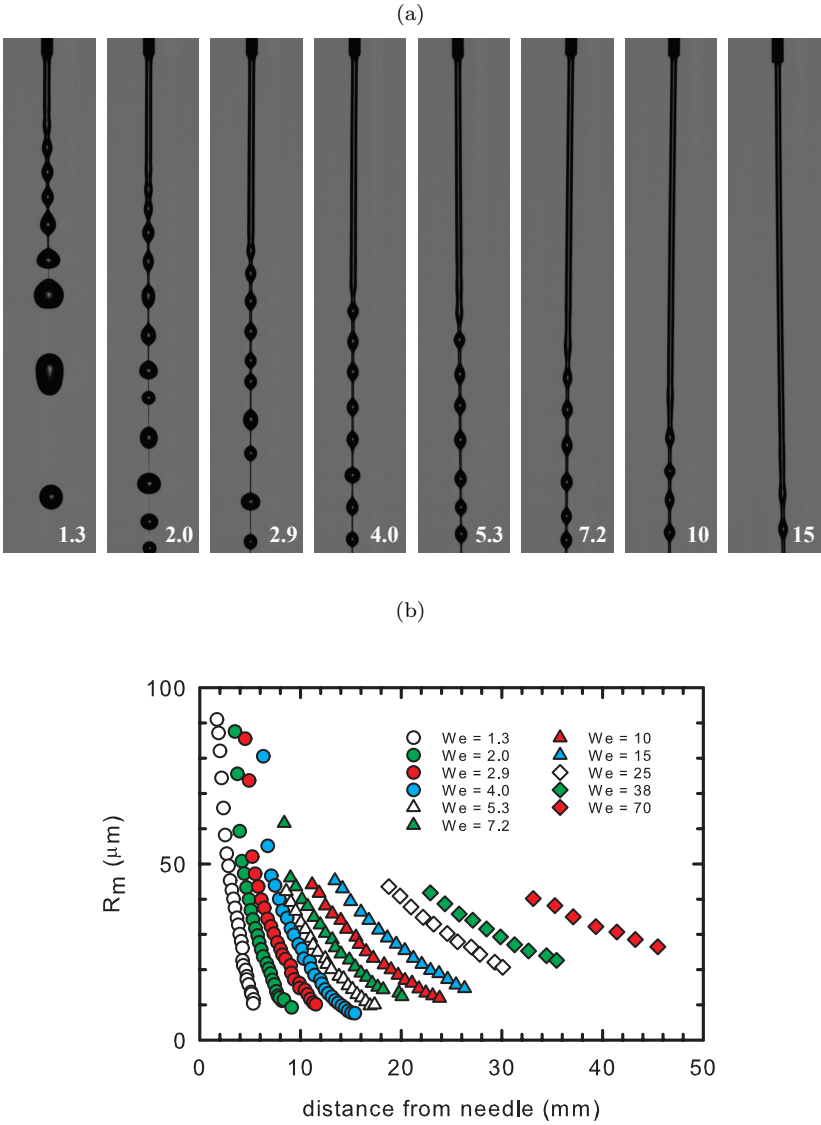 (a)
1.3 2.0 2.9 4.0 5.3 7.2 10 15
(b)
100
50
0
0 10 20 30 40 50
R_m (μm)
distance from needle (mm)
We = 1.3
We = 2.0
We = 2.9
We = 4.0
We = 5.3
We = 7.2
We = 10
We = 15
We = 25
We = 38
We = 70